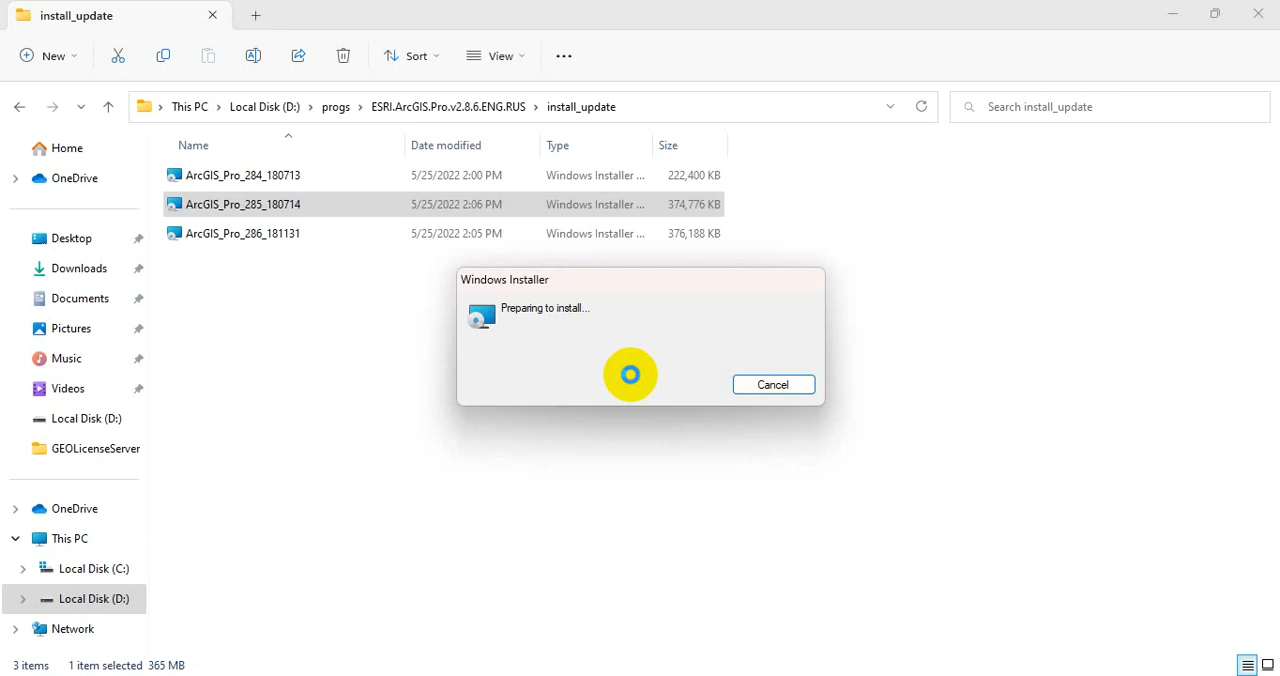 install_update
New
Sort
View
This PC
Local Disk (D:)
progs
ESRI.ArcGIS.Pro.v2.8.6.ENG.RUS
install_update
Search install_update
Name Date modified Type Size
ArcGIS_Pro_284_180713 5/25/2022 2:00 PM Windows Installer ... 222,400 KB
ArcGIS_Pro_285_180714 5/25/2022 2:06 PM Windows Installer ... 374,776 KB
ArcGIS_Pro_286_181131 5/25/2022 2:05 PM Windows Installer ... 376,188 KB
Home
OneDrive
Desktop
Downloads
Documents
Pictures
Music
Videos
Local Disk (D:)
GEOLicenseServer
OneDrive
This PC
Local Disk (C:)
Local Disk (D:)
Network
Windows Installer
Preparing to install...
Cancel
3 items 1 item selected 365 MB